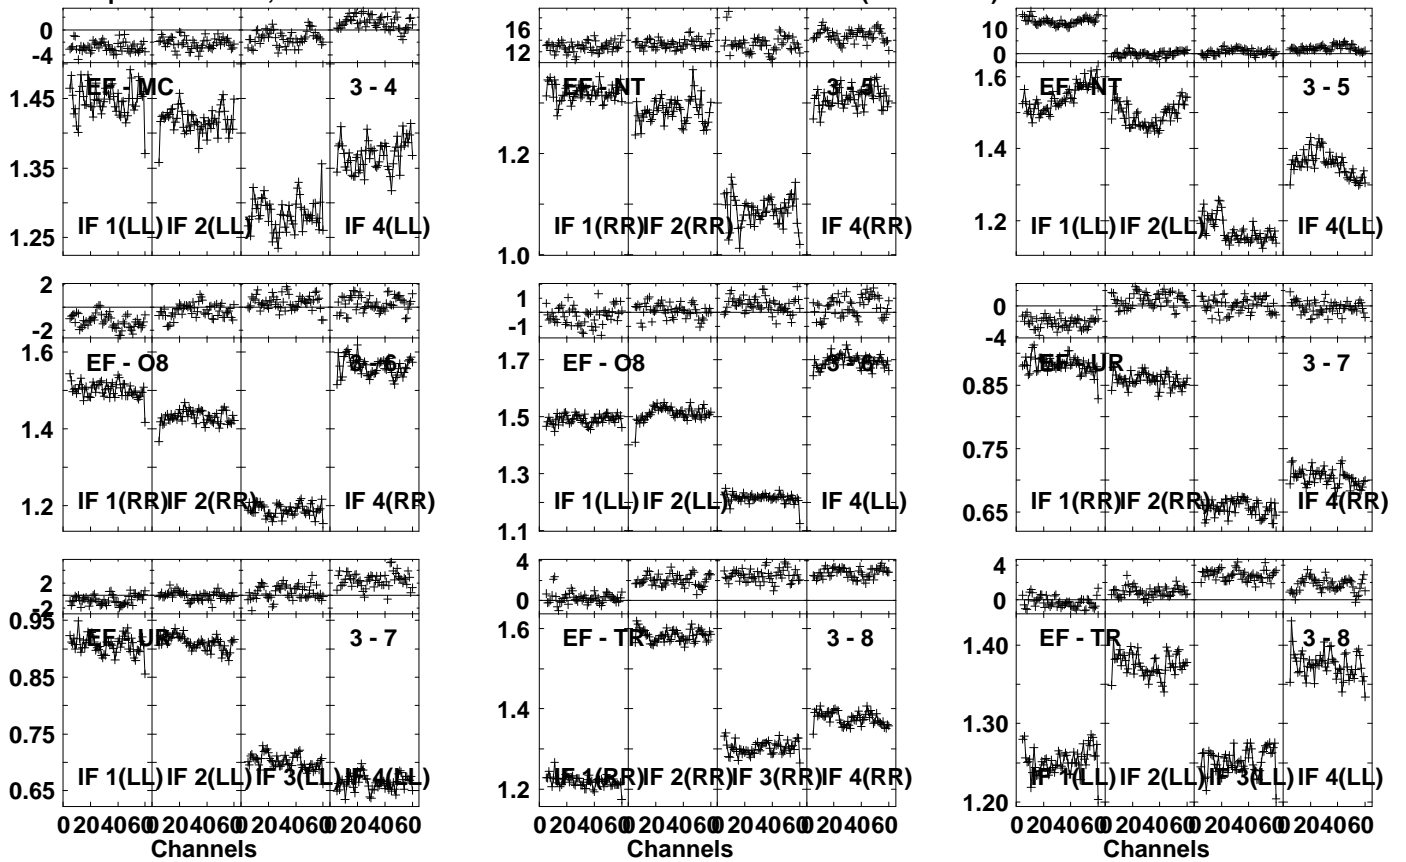 0
-4
EF - MC 3 - 4
1.45
1.35
1.25
IF 1(LL) IF 2(LL) IF 4(LL)
16
12
EF - NT 3 - 5
1.2
1.0
IF 1(RR) IF 2(RR) IF 4(RR)
10
0
EF - NT 3 - 5
1.6
1.4
1.2
IF 1(LL) IF 2(LL) IF 4(LL)
2
-2
EF - O8 3 - 6
1.6
1.4
1.2
IF 1(RR) IF 2(RR) IF 4(RR)
1
-1
EF - O8 3 - 6
1.7
1.5
1.3
1.1
IF 1(LL) IF 2(LL) IF 4(LL)
0
-4
EF - UR 3 - 7
0.85
0.75
0.65
IF 1(RR) IF 2(RR) IF 4(RR)
2
-2
EF - UR 3 - 7
0.95
0.85
0.75
0.65
IF 1(LL) IF 2(LL) IF 3(LL) IF 4(LL)
0 204060 0 204060 0 204060 0 204060
Channels
4
0
EF - TR 3 - 8
1.6
1.4
1.2
IF 1(RR) IF 2(RR) IF 3(RR) IF 4(RR)
0 204060 0 204060 0 204060 0 204060
Channels
4
0
EF - TR 3 - 8
1.40
1.30
1.20
IF 1(LL) IF 2(LL) IF 3(LL) IF 4(LL)
0 204060 0 204060 0 204060 0 204060
Channels